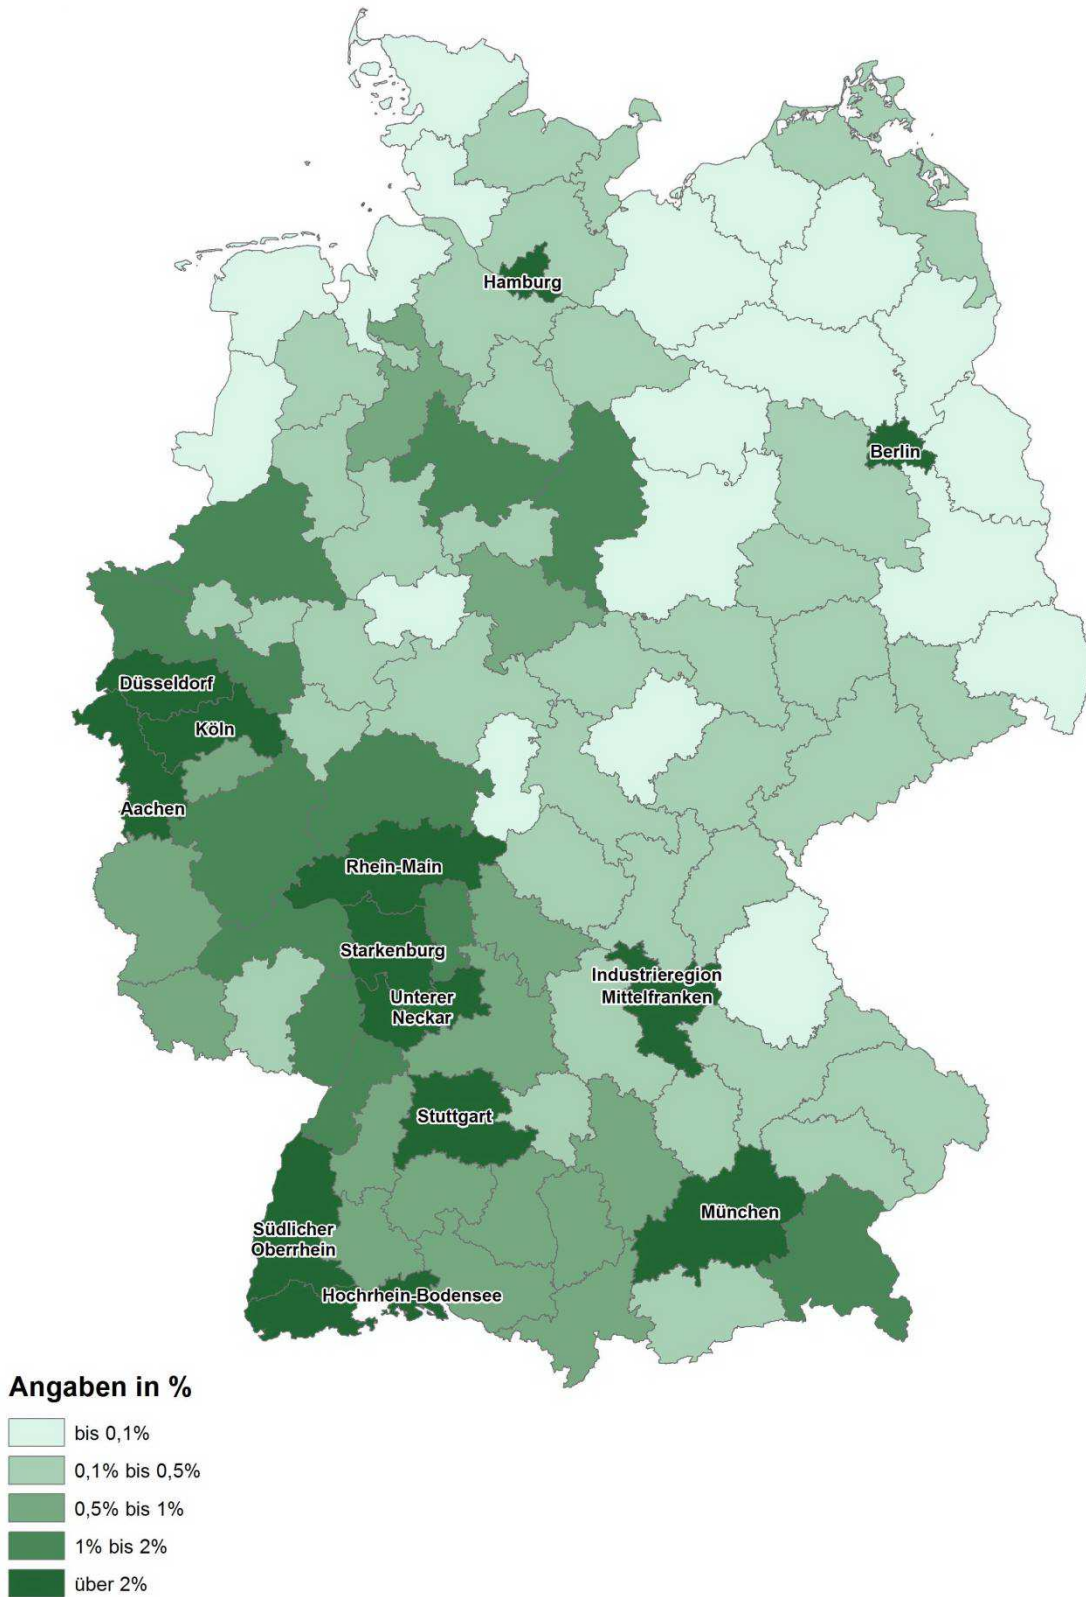 Hamburg
Berlin
Düsseldorf
Köln
Aachen
Rhein-Main
Starkenburg
Industrieregion
Mittelfranken
Unterer
Neckar
Stuttgart
München
Südlicher
Oberrhein
Hochrhein-Bodensee
Angaben in %
bis 0,1%
0,1% bis 0,5%
0,5% bis 1%
1% bis 2%
über 2%